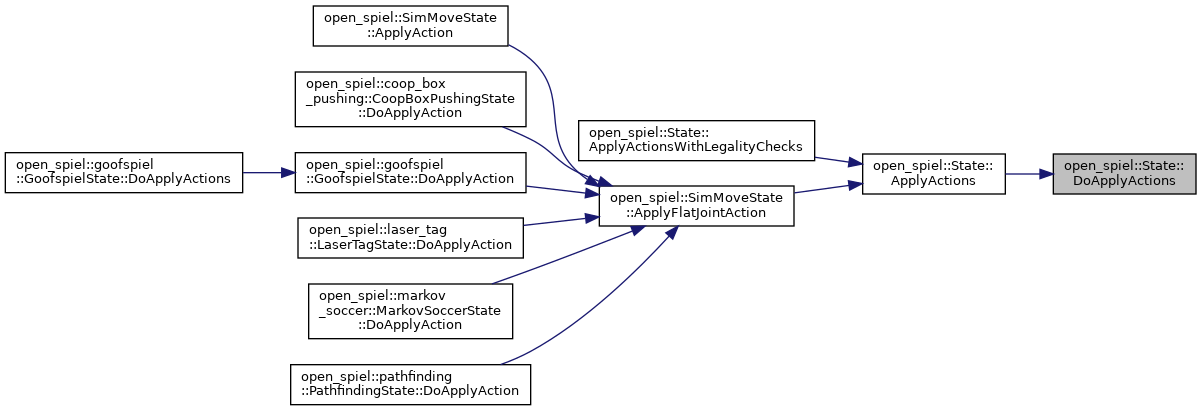 open_spiel::SimMoveState
::ApplyAction
open_spiel::coop_box
_pushing::CoopBoxPushingState
::DoApplyAction
open_spiel::goofspiel
::GoofspielState::DoApplyActions
open_spiel::goofspiel
::GoofspielState::DoApplyAction
open_spiel::laser_tag
::LaserTagState::DoApplyAction
open_spiel::markov
_soccer::MarkovSoccerState
::DoApplyAction
open_spiel::pathfinding
::PathfindingState::DoApplyAction
open_spiel::State::
ApplyActionsWithLegalityChecks
open_spiel::SimMoveState
::ApplyFlatJointAction
open_spiel::State::
ApplyActions
open_spiel::State::
DoApplyActions